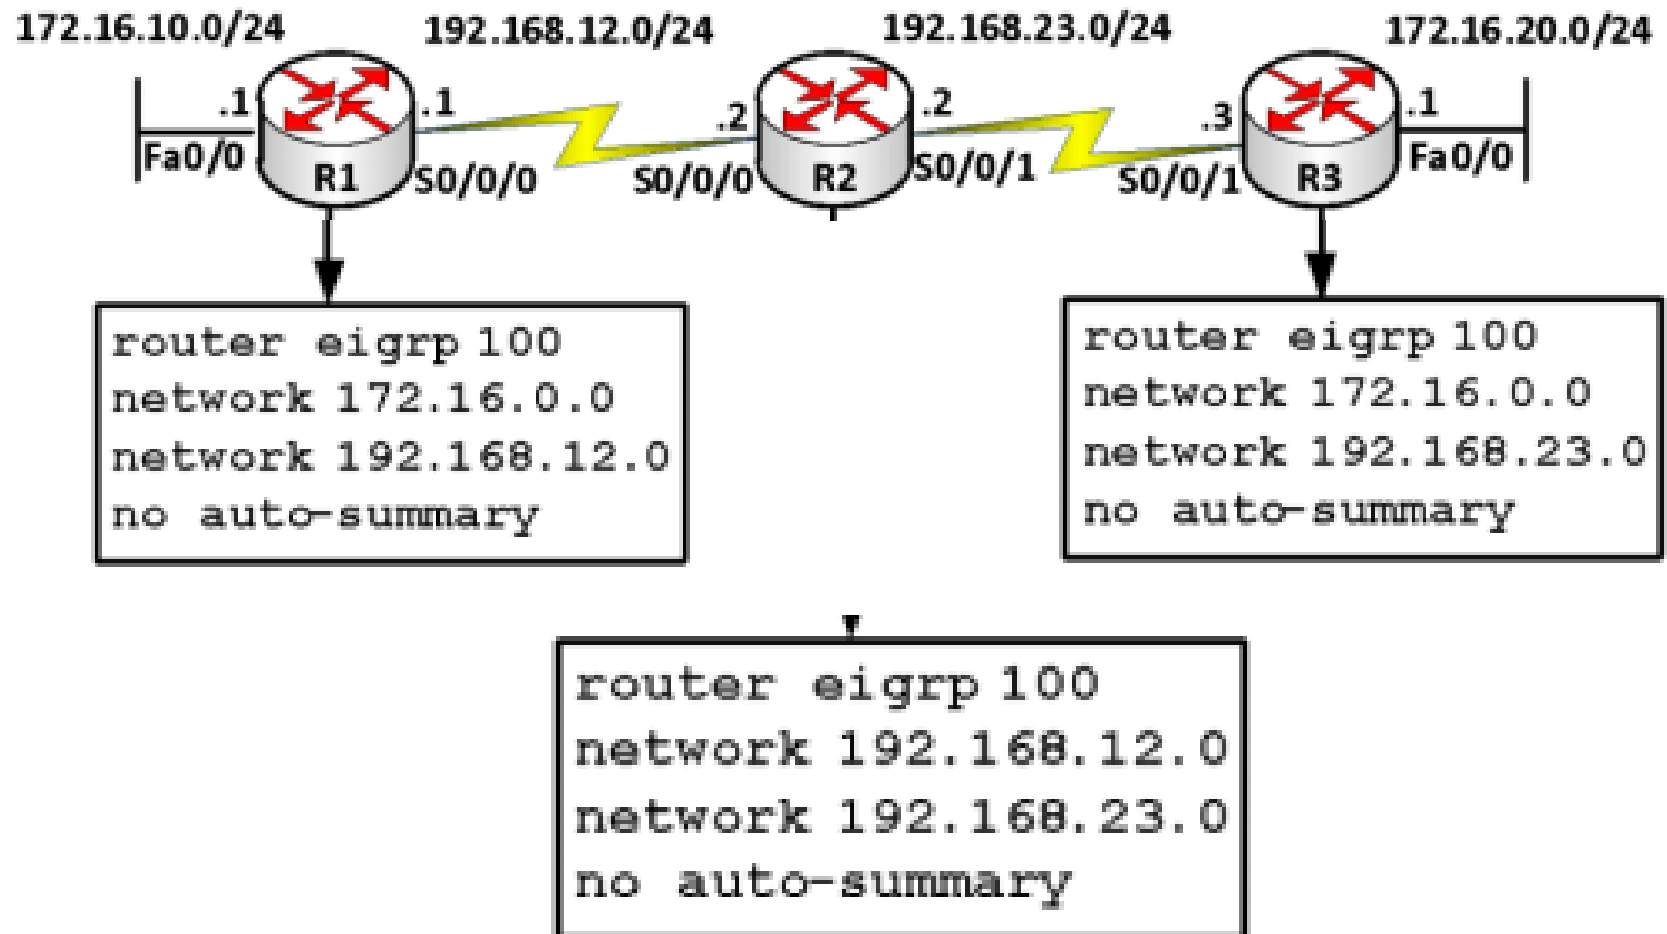 172.16.10.0/24 192.168.12.0/24 192.168.23.0/24 172.16.20.0/24
.1 .1 .2 .2 .3 .1
Fa0/0 R1 S0/0/0 S0/0/0 R2 S0/0/1 S0/0/1 R3 Fa0/0
router eigrp 100
network 172.16.0.0
network 192.168.12.0
no auto-summary
router eigrp 100
network 172.16.0.0
network 192.168.23.0
no auto-summary
router eigrp 100
network 192.168.12.0
network 192.168.23.0
no auto-summary